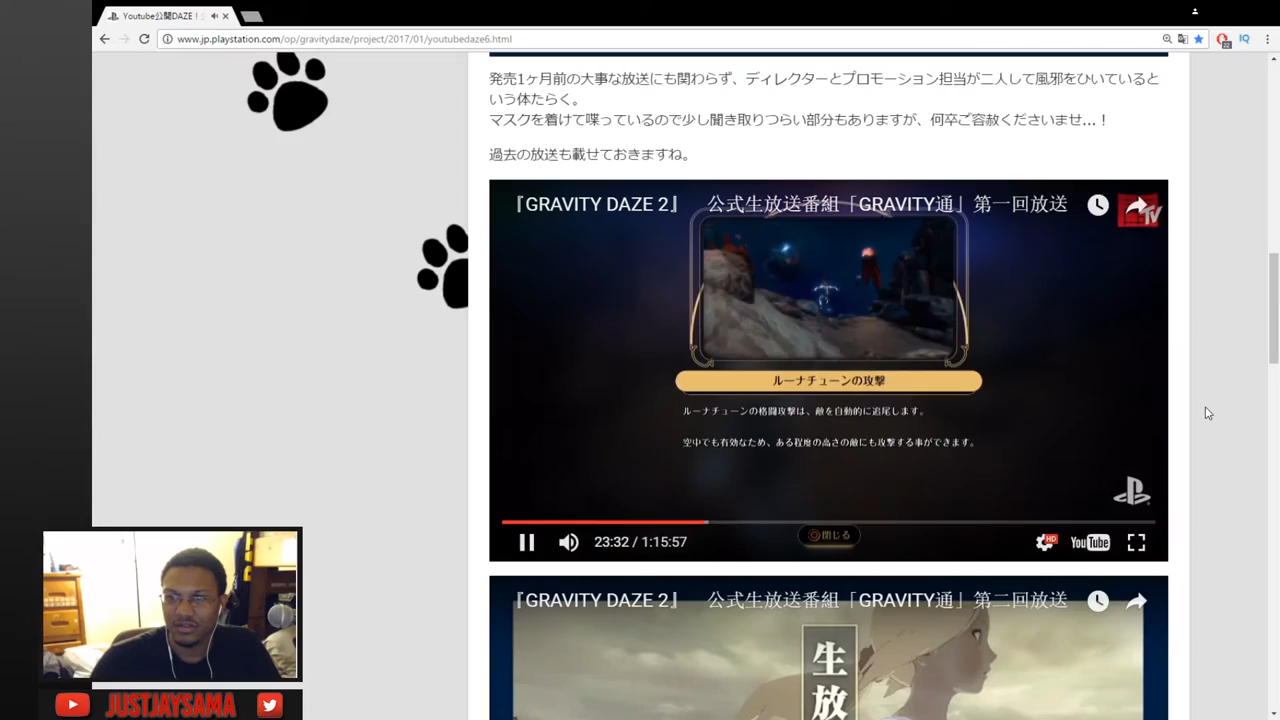 Youtube公開DAZE！
www.jp.playstation.com/op/gravitydaze/project/2017/01/youtubedaze6.html
22
IQ
発売1ヶ月前の大事な放送にも関わらず、ディレクターとプロモーション担当が二人して風邪をひいていると
いう体たらく。
マスクを着けて喋っているので少し聞き取りつらい部分もありますが、何卒ご容赦くださいませ...！
過去の放送も載せておきますね。
『GRAVITY DAZE 2』 公式生放送番組「GRAVITY通」第一回放送
TV
ルーナチューンの攻撃
ルーナチューンの格闘攻撃は、敵を自動的に追尾します。
空中でも有効なため、ある程度の高さの敵にも攻撃する事ができます。
閉じる
23:32 / 1:15:57
HD
YouTube
『GRAVITY DAZE 2』 公式生放送番組「GRAVITY通」第二回放送
生放
JUSTJAYSAMA